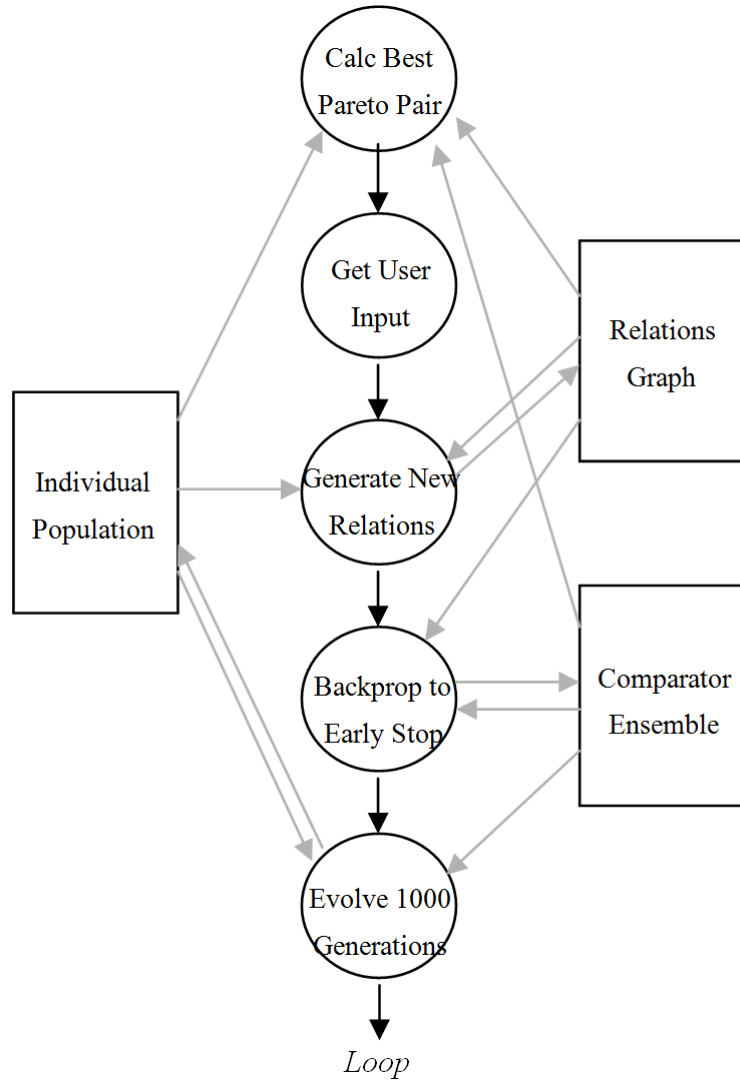 Calc Best
Pareto Pair
Get User
Input
Relations
Graph
Individual
Population
Generate New
Relations
Backprop to
Early Stop
Comparator
Ensemble
Evolve 1000
Generations
Loop